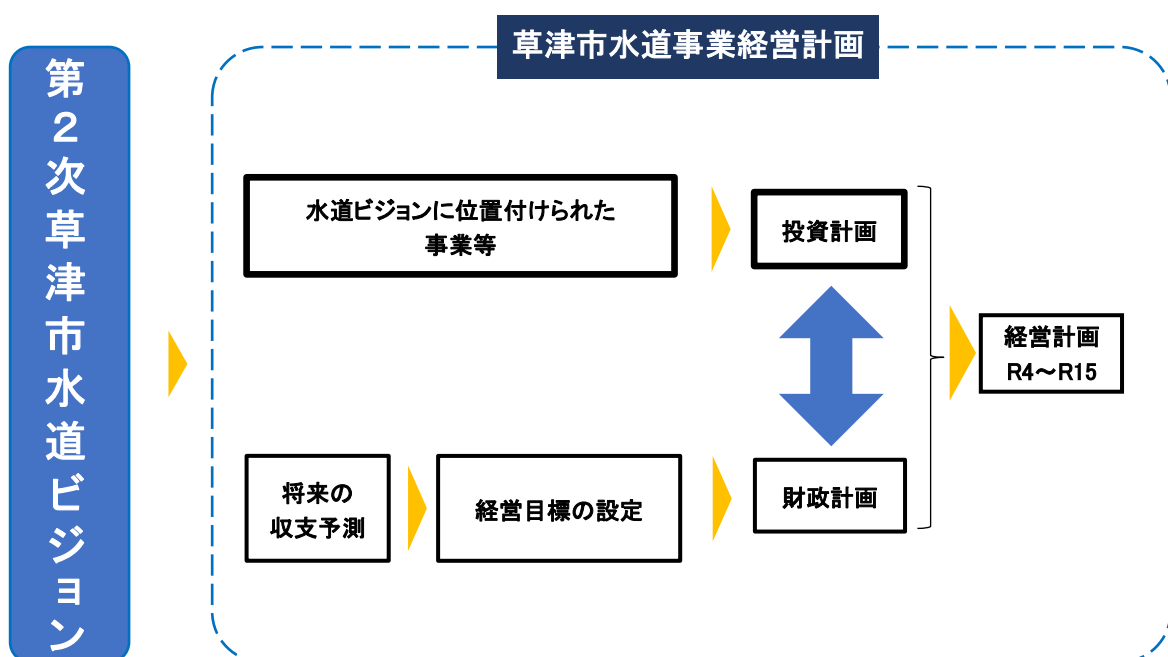 草津市水道事業経営計画
第２次草津市水道ビジョン
水道ビジョンに位置付けられた
事業等
投資計画
経営計画
R4～R15
将来の
収支予測
経営目標の設定
財政計画